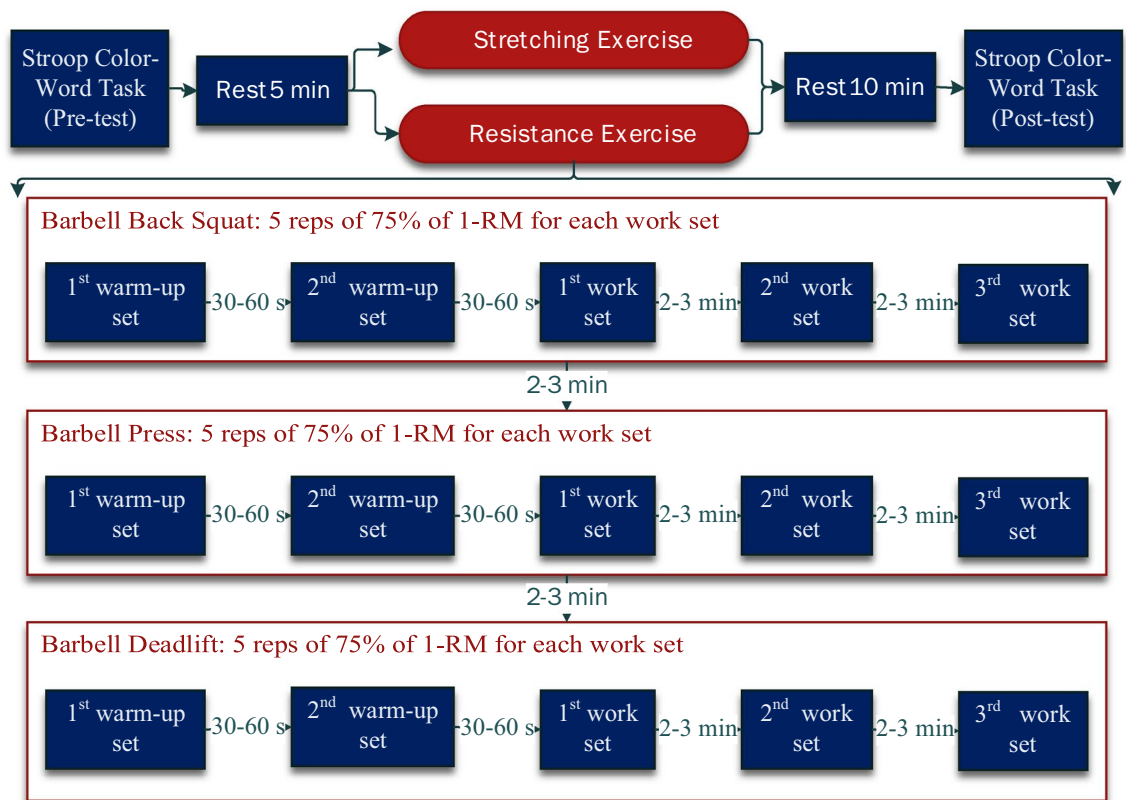 Stroop Color-
Word Task
(Pre-test)
Rest 5 min
Stretching Exercise
Resistance Exercise
Rest 10 min
Stroop Color-
Word Task
(Post-test)
Barbell Back Squat: 5 reps of 75% of 1-RM for each work set
1st warm-up
set
30-60 s
2nd warm-up
set
30-60 s
1st work
set
2-3 min
2nd work
set
2-3 min
3rd work
set
2-3 min
Barbell Press: 5 reps of 75% of 1-RM for each work set
1st warm-up
set
30-60 s
2nd warm-up
set
30-60 s
1st work
set
2-3 min
2nd work
set
2-3 min
3rd work
set
2-3 min
Barbell Deadlift: 5 reps of 75% of 1-RM for each work set
1st warm-up
set
30-60 s
2nd warm-up
set
30-60 s
1st work
set
2-3 min
2nd work
set
2-3 min
3rd work
set